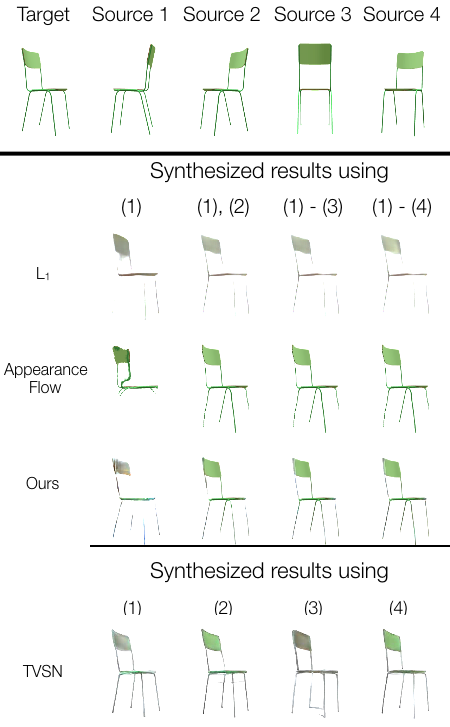 Target Source 1 Source 2 Source 3 Source 4
Synthesized results using
(1) (1), (2) (1) - (3) (1) - (4)
L₁
Appearance
Flow
Ours
Synthesized results using
(1) (2) (3) (4)
TVSN